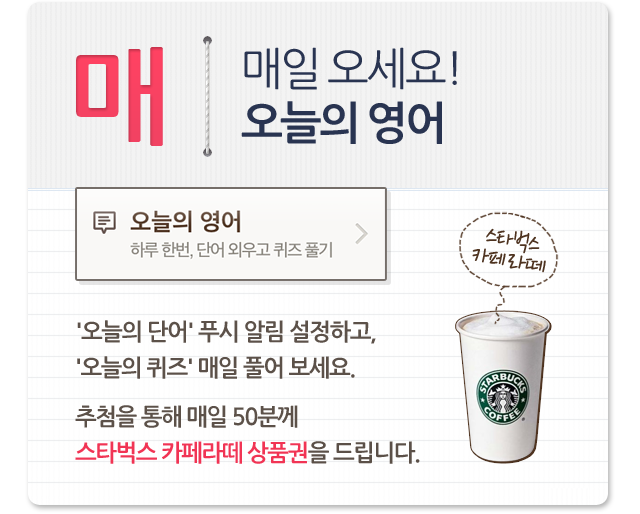 매
매일 오세요!
오늘의 영어
오늘의 영어
하루 한번, 단어 외우고 퀴즈 풀기
스타벅스
카페라떼
'오늘의 단어' 푸시 알림 설정하고,
'오늘의 퀴즈' 매일 풀어 보세요.
추첨을 통해 매일 50분께
스타벅스 카페라떼 상품권을 드립니다.
STARBUCKS
COFFEE